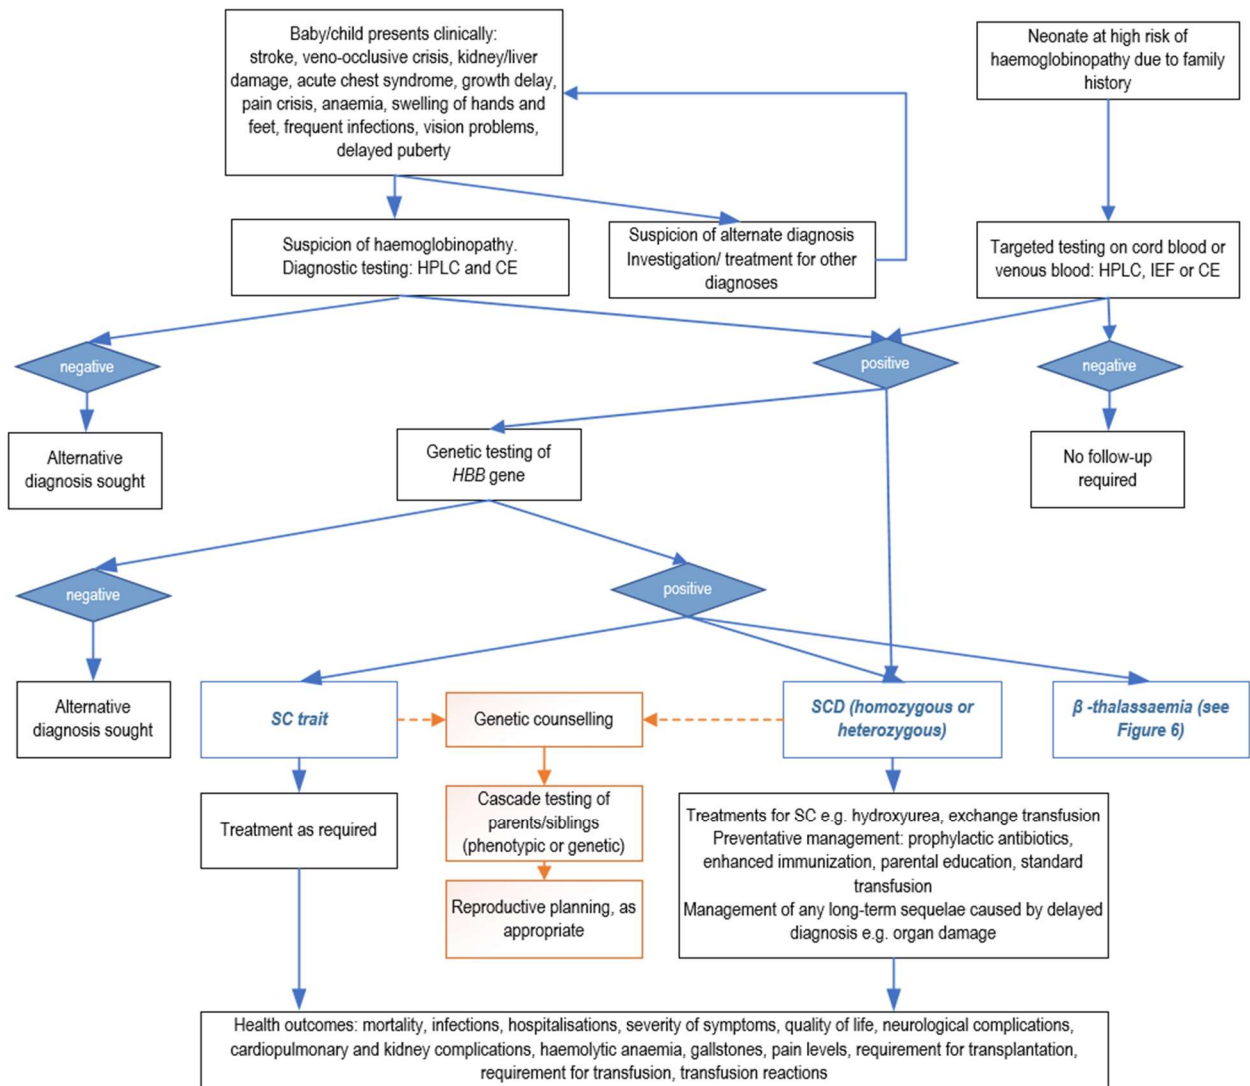 Baby/child presents clinically:
stroke, veno-occlusive crisis, kidney/liver
damage, acute chest syndrome, growth delay,
pain crisis, anaemia, swelling of hands and
feet, frequent infections, vision problems,
delayed puberty
Neonate at high risk of
haemoglobinopathy due to family
history
Suspicion of haemoglobinopathy.
Diagnostic testing: HPLC and CE
Suspicion of alternate diagnosis
Investigation/ treatment for other
diagnoses
Targeted testing on cord blood or
venous blood: HPLC, IEF or CE
negative
positive
negative
Alternative
diagnosis sought
Genetic testing of
HBB gene
No follow-up
required
negative
positive
Alternative
diagnosis sought
SC trait
Genetic counselling
SCD (homozygous or
heterozygous)
β -thalassaemia (see
Figure 6)
Treatment as required
Cascade testing of
parents/siblings
(phenotypic or genetic)
Reproductive planning, as
appropriate
Treatments for SC e.g. hydroxyurea, exchange transfusion
Preventative management: prophylactic antibiotics,
enhanced immunization, parental education, standard
transfusion
Management of any long-term sequelae caused by delayed
diagnosis e.g. organ damage
Health outcomes: mortality, infections, hospitalisations, severity of symptoms, quality of life, neurological complications,
cardiopulmonary and kidney complications, haemolytic anaemia, gallstones, pain levels, requirement for transplantation,
requirement for transfusion, transfusion reactions